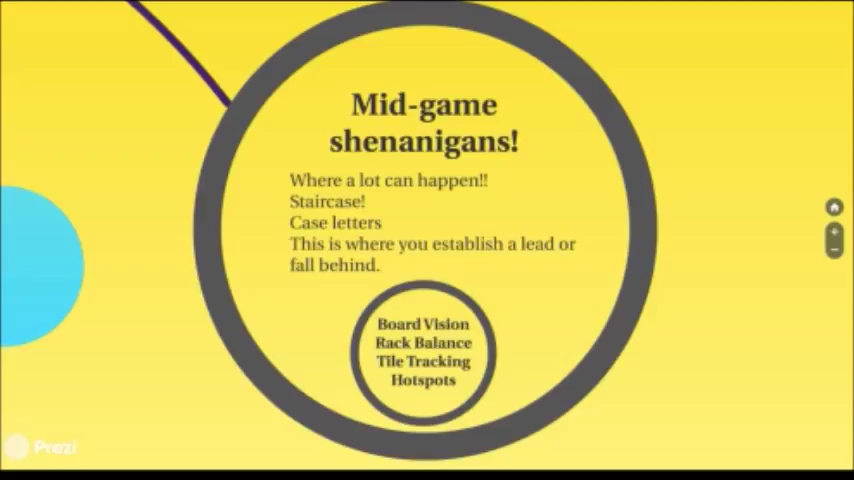 Mid-game
shenanigans!
Where a lot can happen!!
Staircase!
Case letters
This is where you establish a lead or
fall behind.
Board Vision
Rack Balance
Tile Tracking
Hotspots
Prezi